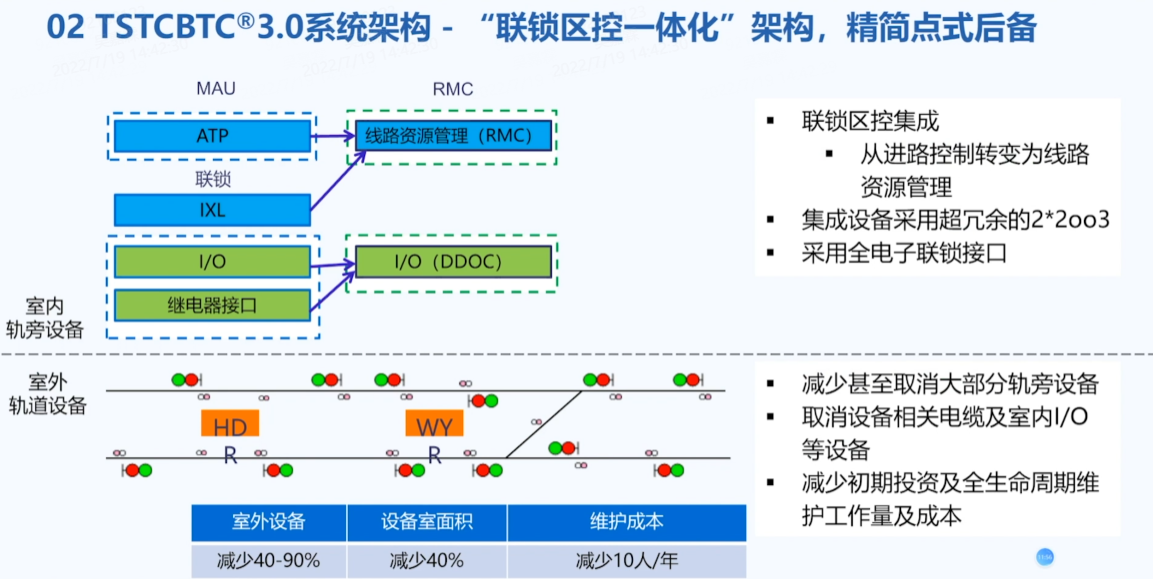 02 TSTCBTC®3.0系统架构 - “联锁区控一体化”架构，精简点式后备
MAU
RMC
ATP
线路资源管理（RMC）
联锁
IXL
I/O
I/O（DDOC）
继电器接口
室内
轨旁设备
联锁区控集成
从进路控制转变为线路
资源管理
集成设备采用超冗余的2*2oo3
采用全电子联锁接口
室外
轨道设备
HD
R
WY
R
减少甚至取消大部分轨旁设备
取消设备相关电缆及室内I/O
等设备
减少初期投资及全生命周期维
护工作量及成本
室外设备
设备室面积
维护成本
减少40-90%
减少40%
减少10人/年